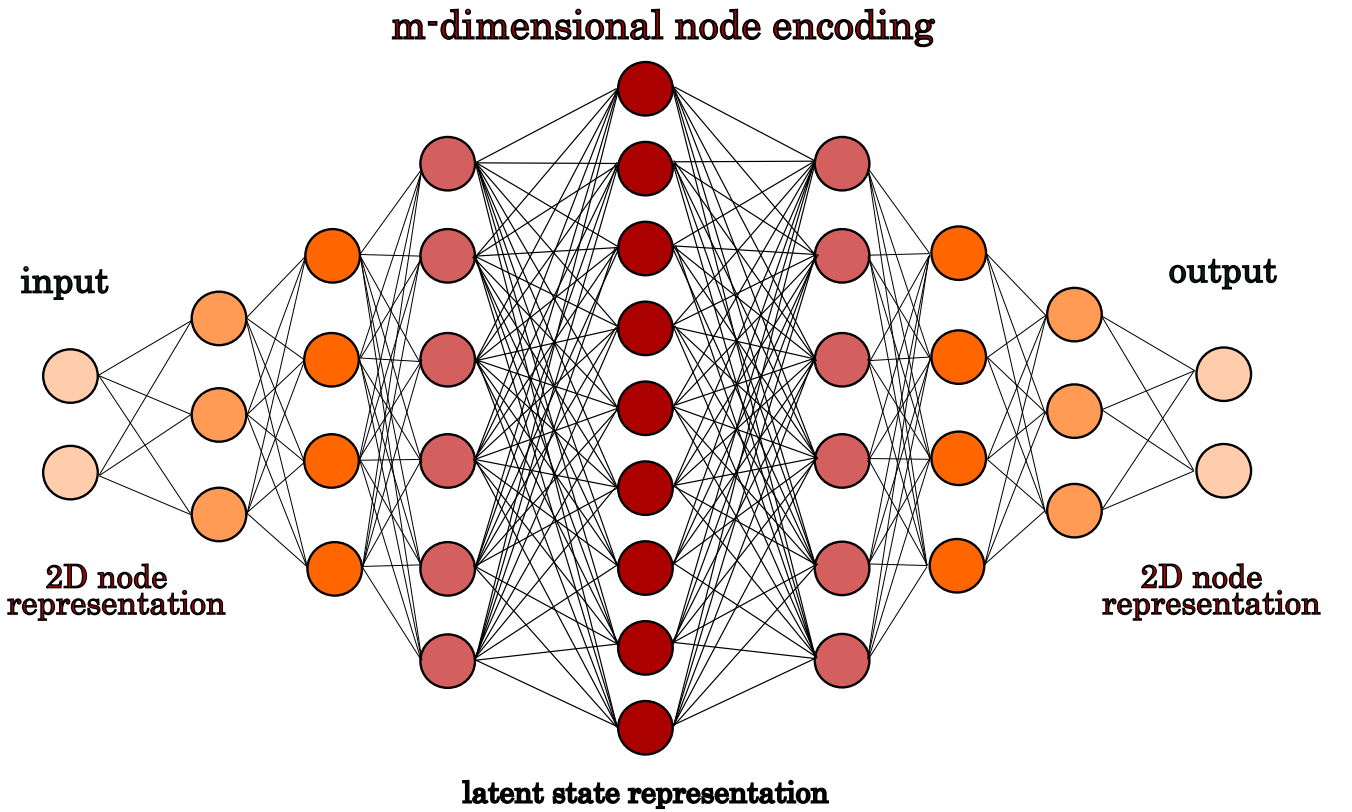 m-dimensional node encoding
input
output
2D node
representation
2D node
representation
latent state representation